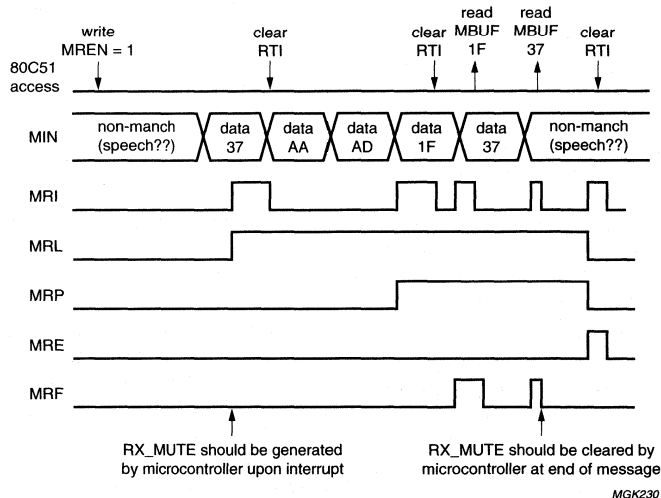 write
MREN = 1
clear
RTI
clear
RTI
read
MBUF
1F
read
MBUF
37
clear
RTI
80C51
access
MIN
non-manch
(speech??)
data
37
data
AA
data
AD
data
1F
data
37
non-manch
(speech??)
MRI
MRL
MRP
MRE
MRF
RX_MUTE should be generated
by microcontroller upon interrupt
RX_MUTE should be cleared by
microcontroller at end of message
MGK230